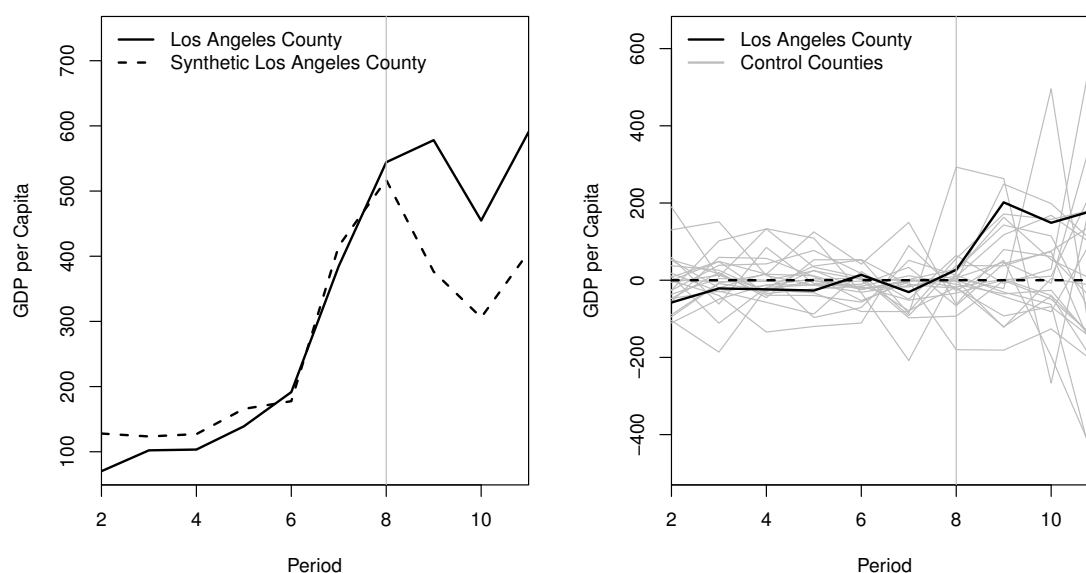 Los Angeles County
Synthetic Los Angeles County
700
600
500
400
300
200
100
GDP per Capita
2
4
6
8
10
Period
Los Angeles County
Control Counties
600
400
200
0
−200
−400
GDP per Capita
2
4
6
8
10
Period